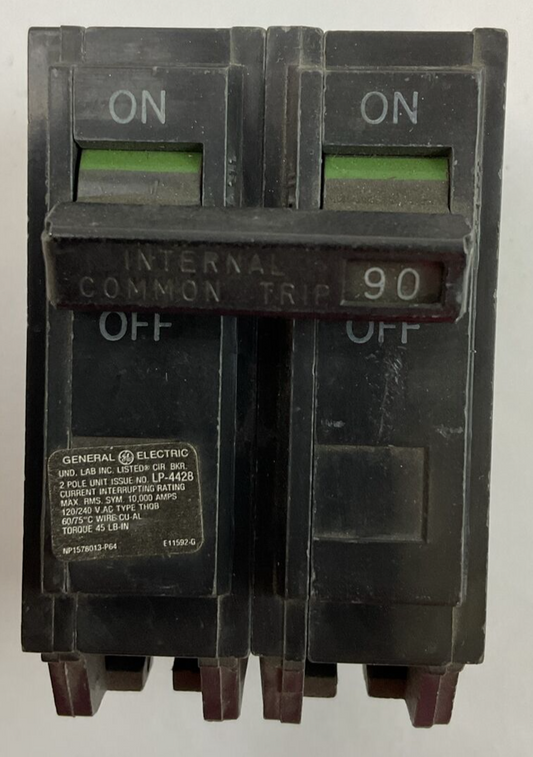 ON ON
INTERNAL
COMMON TRIP 90
OFF OFF
GENERAL GE ELECTRIC
UND. LAB INC. LISTED® CIR. BKR.
2 POLE UNIT ISSUE NO. LP-4428
CURRENT INTERRUPTING RATING
MAX. RMS. SYM. 10,000 AMPS
120/240 V.AC TYPE THQB
60/75°C WIRE CU-AL
TORQUE 45 LB-IN
NP1578013-P64 E11592-G